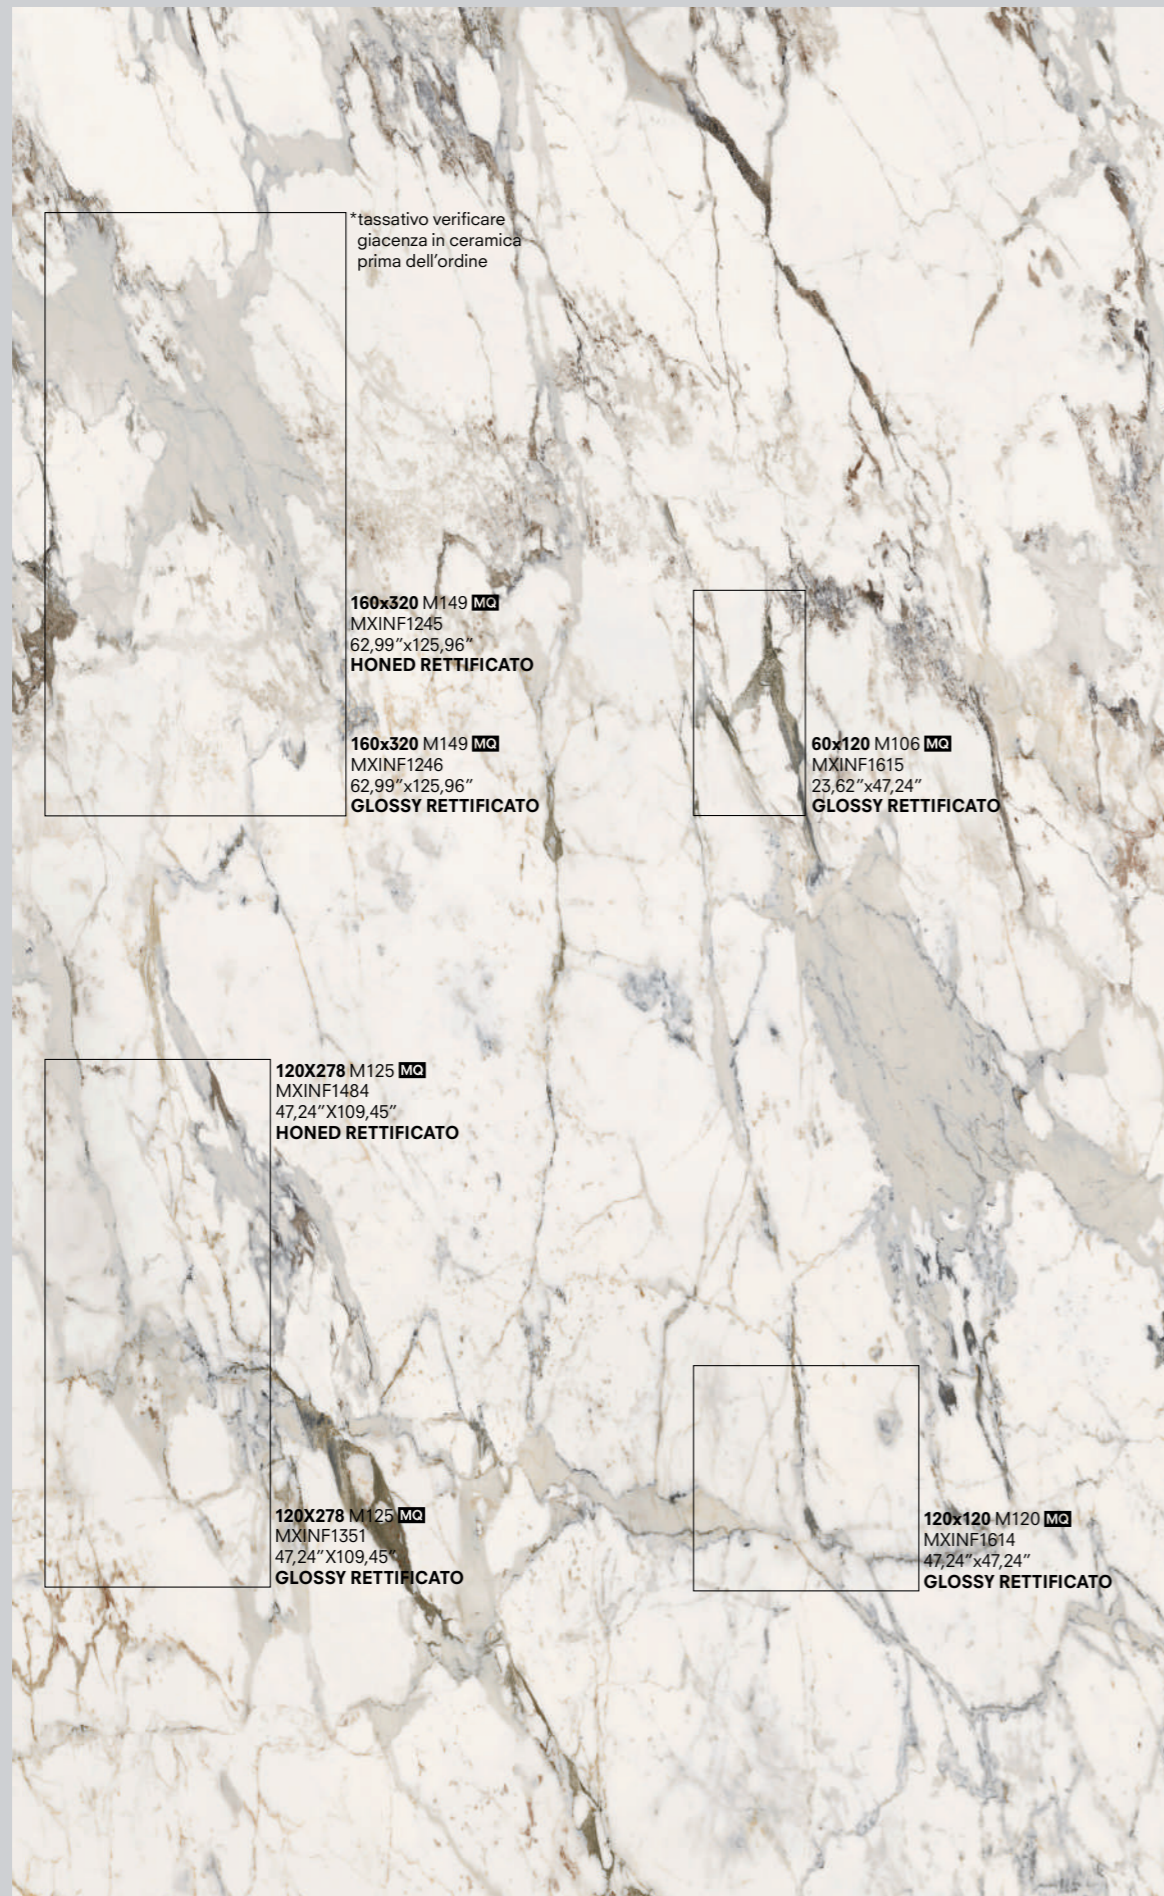 *tassativo verificare
giacenza in ceramica
prima dell'ordine
160x320 M149 MQ
MXINF1245
62,99"x125,96"
HONED RETTIFICATO
160x320 M149 MQ
MXINF1246
62,99"x125,96"
GLOSSY RETTIFICATO
60x120 M106 MQ
MXINF1615
23,62"x47,24"
GLOSSY RETTIFICATO
120X278 M125 MQ
MXINF1484
47,24"X109,45"
HONED RETTIFICATO
120X278 M125 MQ
MXINF1351
47,24"X109,45"
GLOSSY RETTIFICATO
120x120 M120 MQ
MXINF1614
47,24"x47,24"
GLOSSY RETTIFICATO